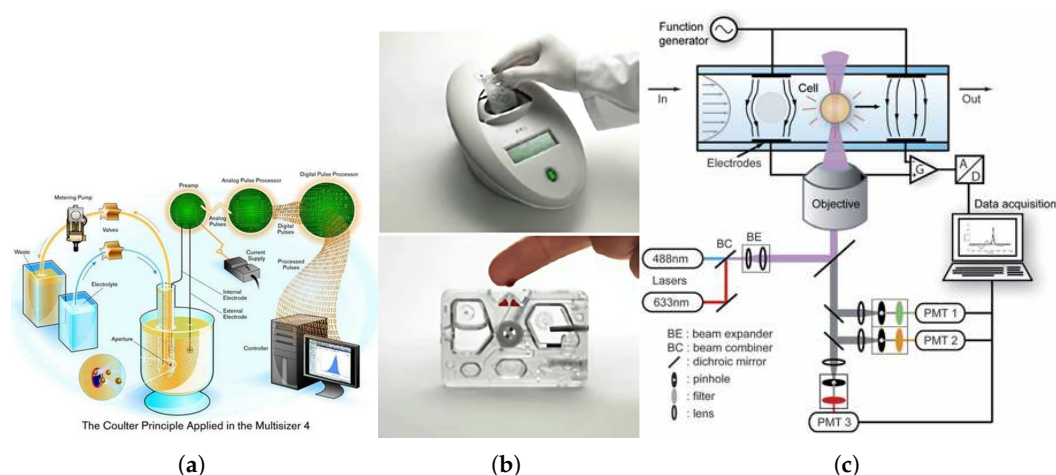 Digital Pulse Processor
Analog Pulse Processor
Preamp
Metering Pump
Analog
Pulses
Digital
Pulses
Valves
Waste
Current
Supply
Processed
Pulses
Electrolyte
Internal
Electrode
External
Electrode
Aperture
Controller
The Coulter Principle Applied in the Multisizer 4
(a)
(b)
Function
generator
Cell
In
Out
Electrodes
G
A
D
Objective
Data acquisition
BC
BE
488nm
Lasers
633nm
PMT 1
PMT 2
BE : beam expander
BC : beam combiner
: dichroic mirror
: pinhole
: filter
: lens
PMT 3
(c)